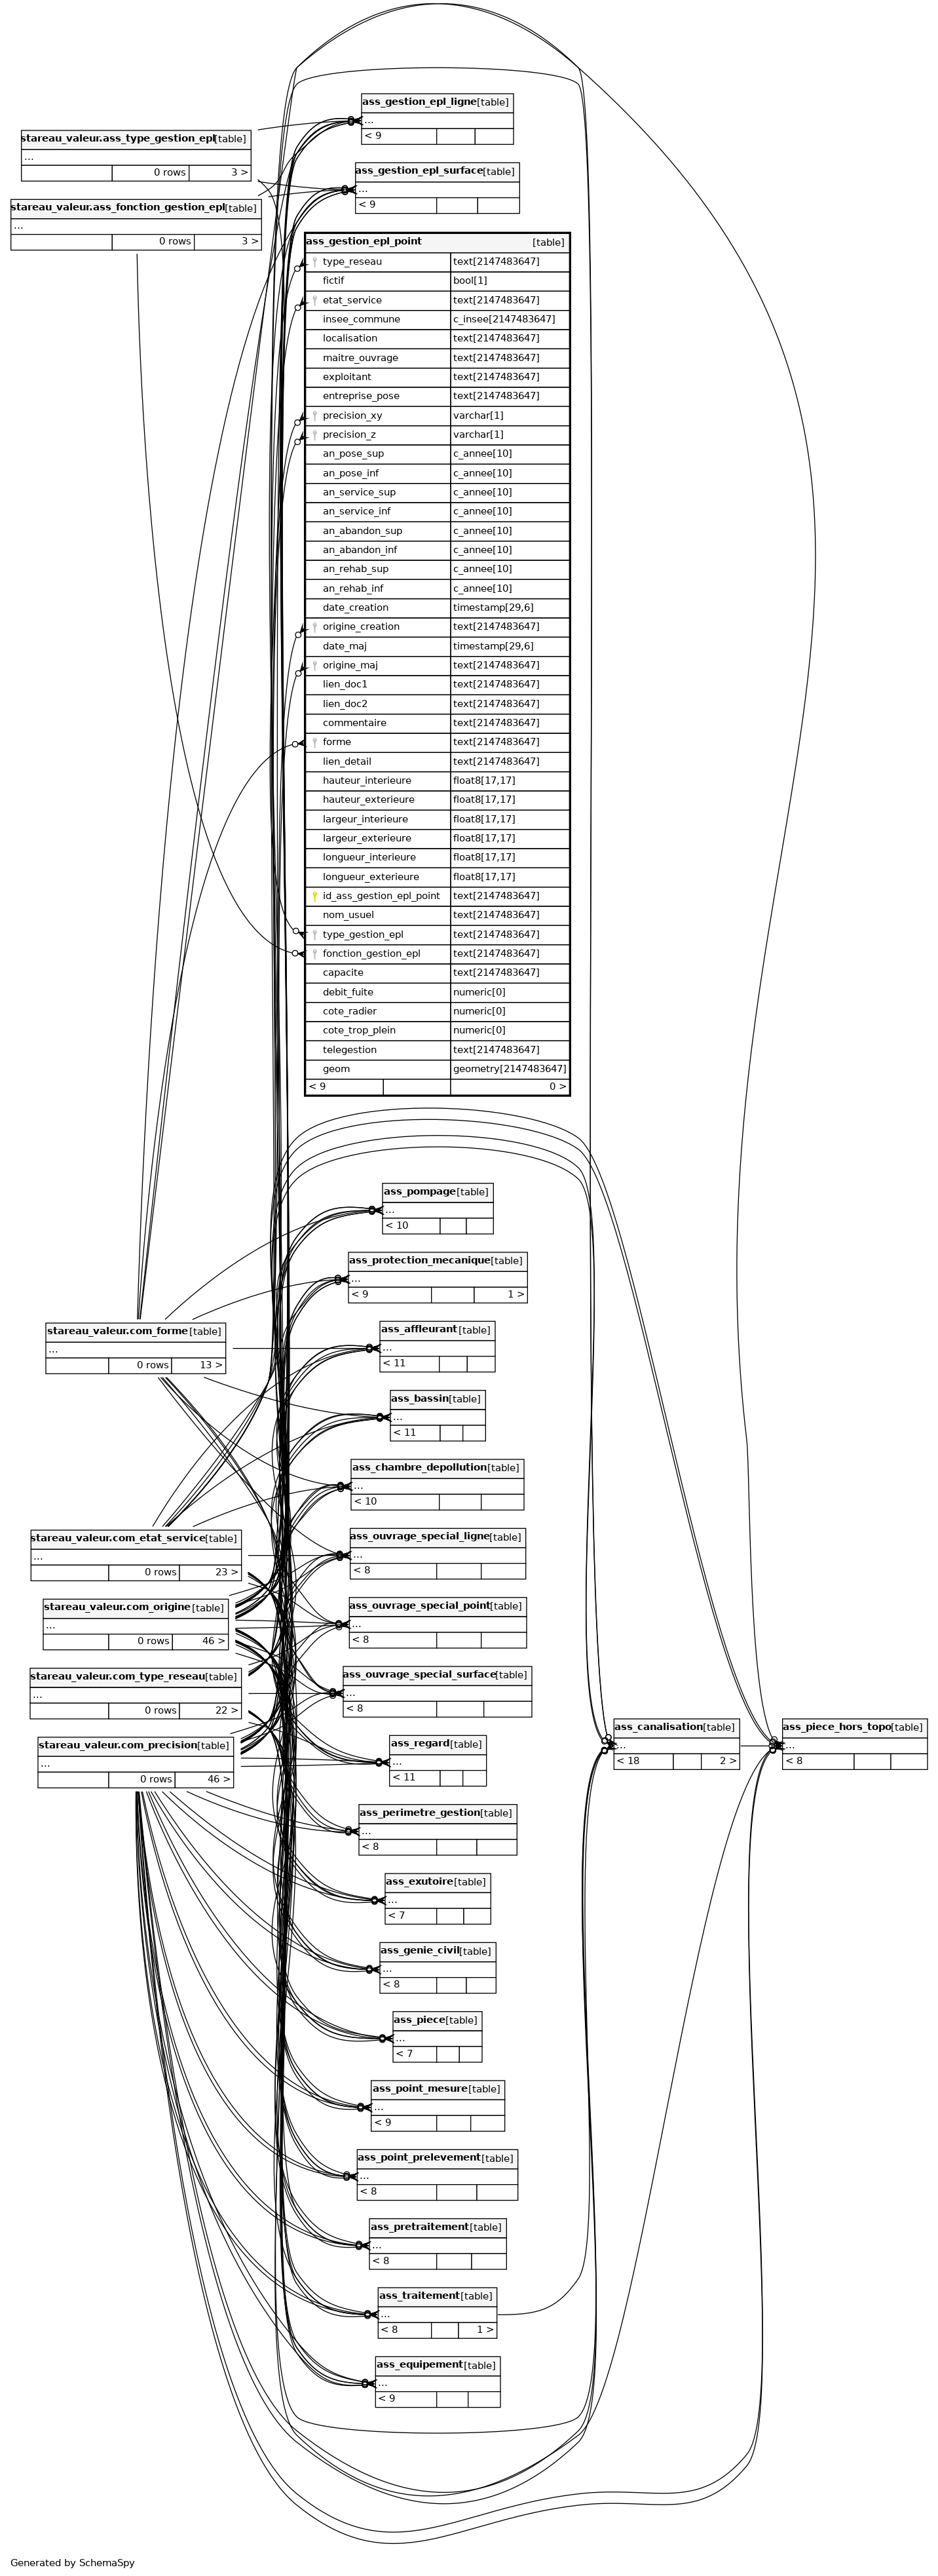 ass_gestion_epl_ligne [table]
...
< 9
stareau_valeur.ass_type_gestion_epl [table]
...
0 rows 3 >
ass_gestion_epl_surface [table]
...
< 9
stareau_valeur.ass_fonction_gestion_epl [table]
...
0 rows 3 >
ass_gestion_epl_point [table]
type_reseau text[2147483647]
fictif bool[1]
etat_service text[2147483647]
insee_commune c_insee[2147483647]
localisation text[2147483647]
maitre_ouvrage text[2147483647]
exploitant text[2147483647]
entreprise_pose text[2147483647]
precision_xy varchar[1]
precision_z varchar[1]
an_pose_sup c_annee[10]
an_pose_inf c_annee[10]
an_service_sup c_annee[10]
an_service_inf c_annee[10]
an_abandon_sup c_annee[10]
an_abandon_inf c_annee[10]
an_rehab_sup c_annee[10]
an_rehab_inf c_annee[10]
date_creation timestamp[29,6]
origine_creation text[2147483647]
date_maj timestamp[29,6]
origine_maj text[2147483647]
lien_doc1 text[2147483647]
lien_doc2 text[2147483647]
commentaire text[2147483647]
forme text[2147483647]
lien_detail text[2147483647]
hauteur_interieure float8[17,17]
hauteur_exterieure float8[17,17]
largeur_interieure float8[17,17]
largeur_exterieure float8[17,17]
longueur_interieure float8[17,17]
longueur_exterieure float8[17,17]
id_ass_gestion_epl_point text[2147483647]
nom_usuel text[2147483647]
type_gestion_epl text[2147483647]
fonction_gestion_epl text[2147483647]
capacite text[2147483647]
debit_fuite numeric[0]
cote_radier numeric[0]
cote_trop_plein numeric[0]
telegestion text[2147483647]
geom geometry[2147483647]
< 9 0 >
ass_pompage [table]
...
< 10
ass_protection_mecanique [table]
...
< 9 1 >
stareau_valeur.com_forme [table]
...
0 rows 13 >
ass_affleurant [table]
...
< 11
ass_bassin [table]
...
< 11
ass_chambre_depollution [table]
...
< 10
stareau_valeur.com_etat_service [table]
...
0 rows 23 >
ass_ouvrage_special_ligne [table]
...
< 8
stareau_valeur.com_origine [table]
...
0 rows 46 >
ass_ouvrage_special_point [table]
...
< 8
stareau_valeur.com_type_reseau [table]
...
0 rows 22 >
ass_ouvrage_special_surface [table]
...
< 8
stareau_valeur.com_precision [table]
...
0 rows 46 >
ass_regard [table]
...
< 11
ass_canalisation [table]
...
< 18 2 >
ass_piece_hors_topo [table]
...
< 8
ass_perimetre_gestion [table]
...
< 8
ass_exutoire [table]
...
< 7
ass_genie_civil [table]
...
< 8
ass_piece [table]
...
< 7
ass_point_mesure [table]
...
< 9
ass_point_prelevement [table]
...
< 8
ass_pretraitement [table]
...
< 8
ass_traitement [table]
...
< 8 1 >
ass_equipement [table]
...
< 9
Generated by SchemaSpy